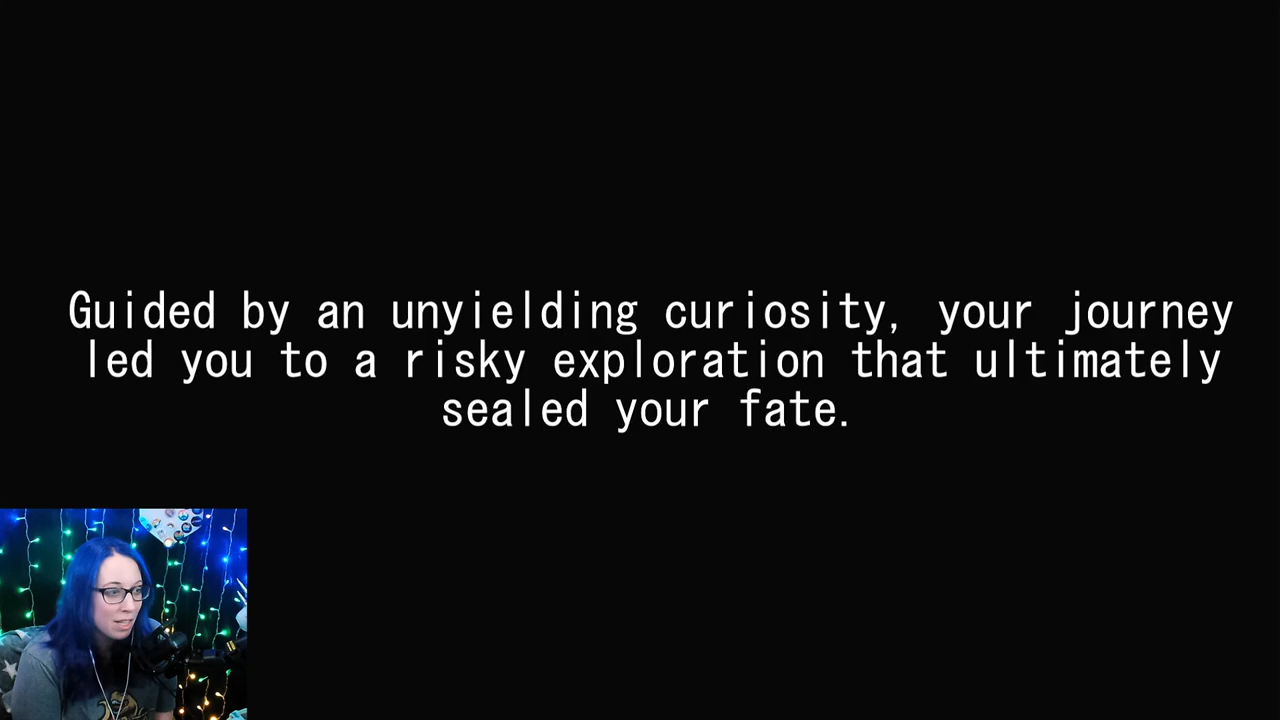 Guided by an unyielding curiosity, your journey
led you to a risky exploration that ultimately
sealed your fate.